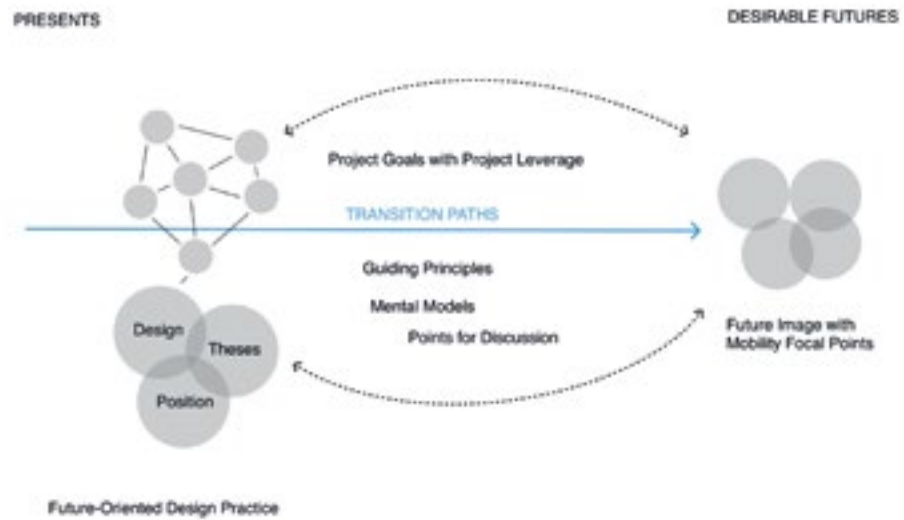 PRESENTS
DESIRABLE FUTURES
Project Goals with Project Leverage
TRANSITION PATHS
Guiding Principles
Mental Models
Points for Discussion
Design
Theses
Position
Future Image with
Mobility Focal Points
Future-Oriented Design Practice